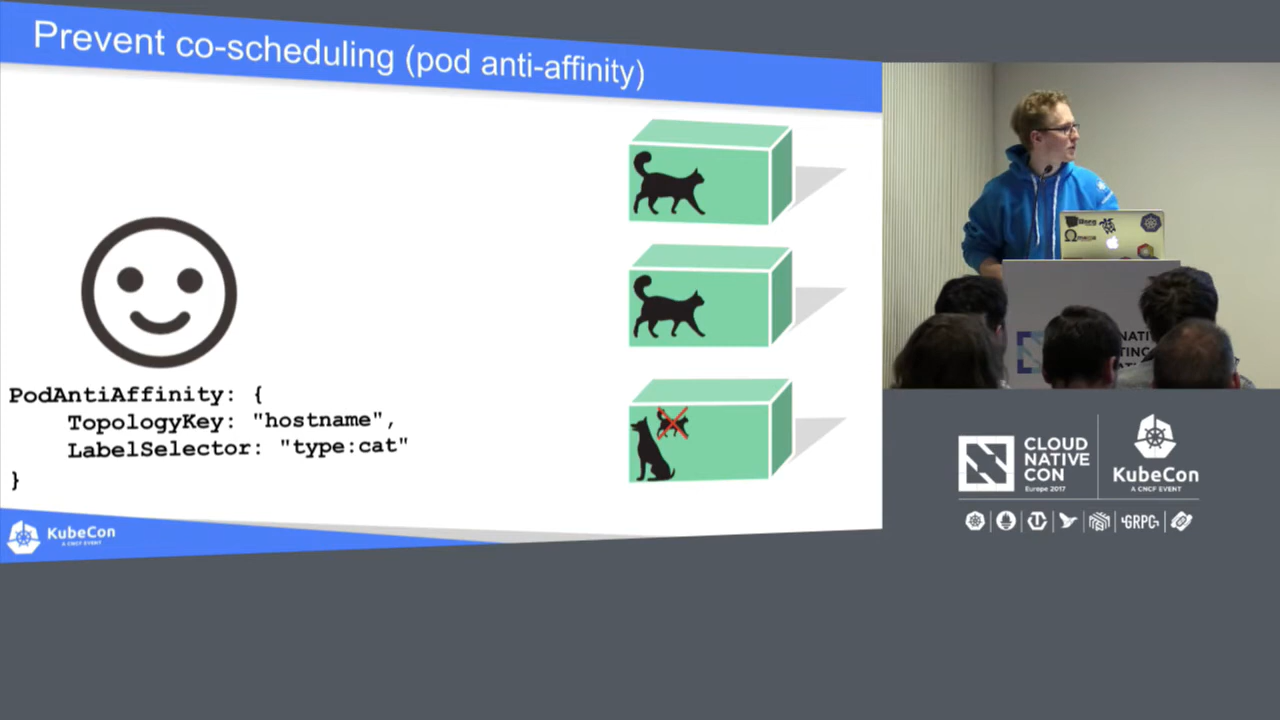 Prevent co-scheduling (pod anti-affinity)
PodAntiAffinity: {
TopologyKey: "hostname",
LabelSelector: "type:cat"
}
KubeCon
A CNCF EVENT
CLOUD
NATIVE
CON
Europe 2017
KubeCon
A CNCF EVENT
GRPC